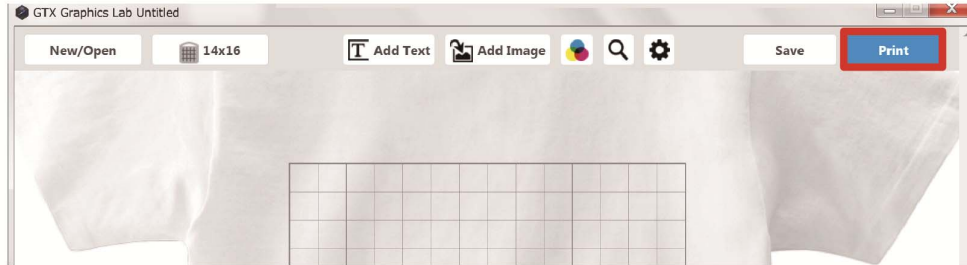 GTX Graphics Lab Untitled
New/Open 14x16 Add Text Add Image Save Print